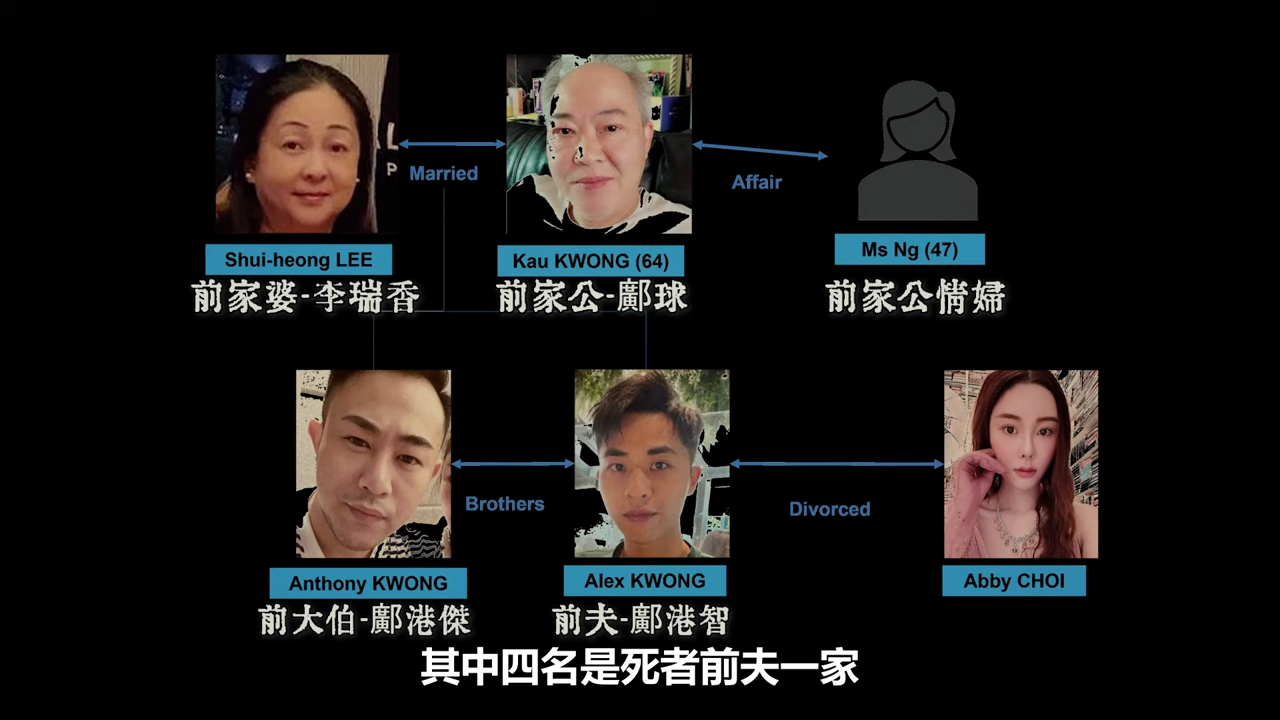 Married
Affair
Shui-heong LEE
Kau KWONG (64)
Ms Ng (47)
前家婆-李瑞香
前家公-鄺球
前家公情婦
Brothers
Divorced
Anthony KWONG
Alex KWONG
Abby CHOI
前大伯-鄺港傑
前夫-鄺港智
其中四名是死者前夫一家